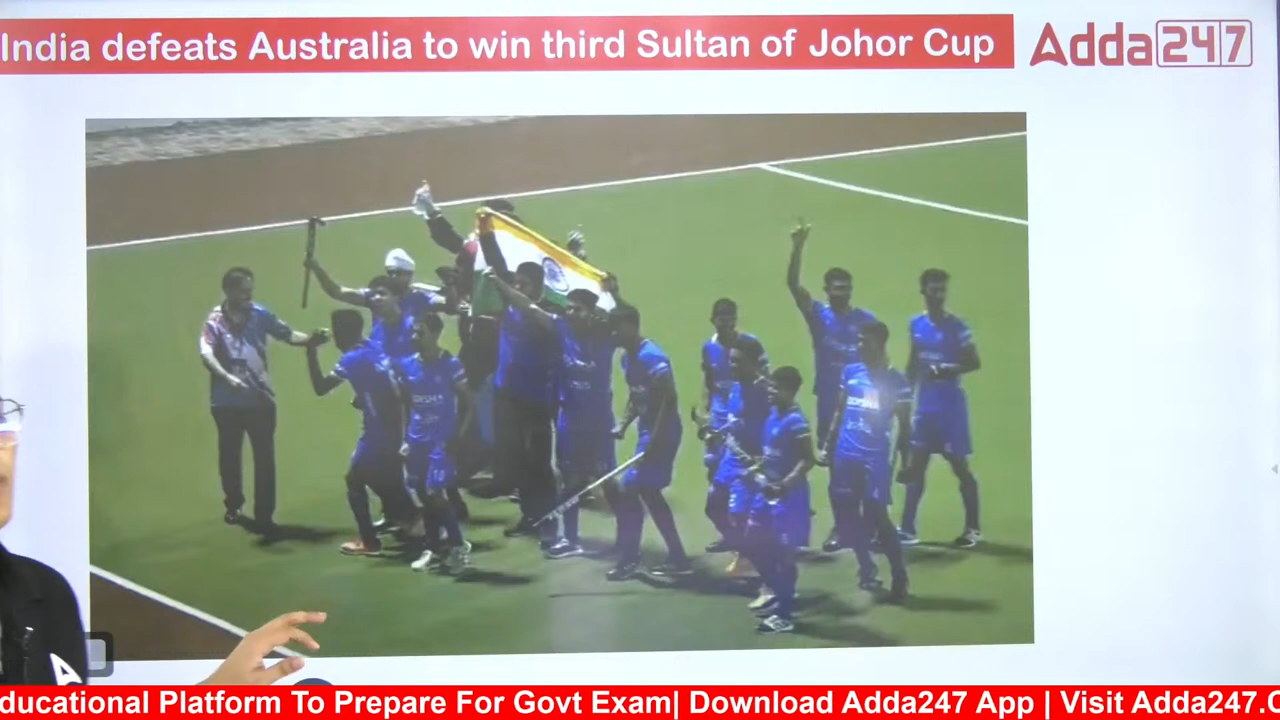 India defeats Australia to win third Sultan of Johor Cup
Adda247
ducational Platform To Prepare For Govt Exam| Download Adda247 App | Visit Adda247.C